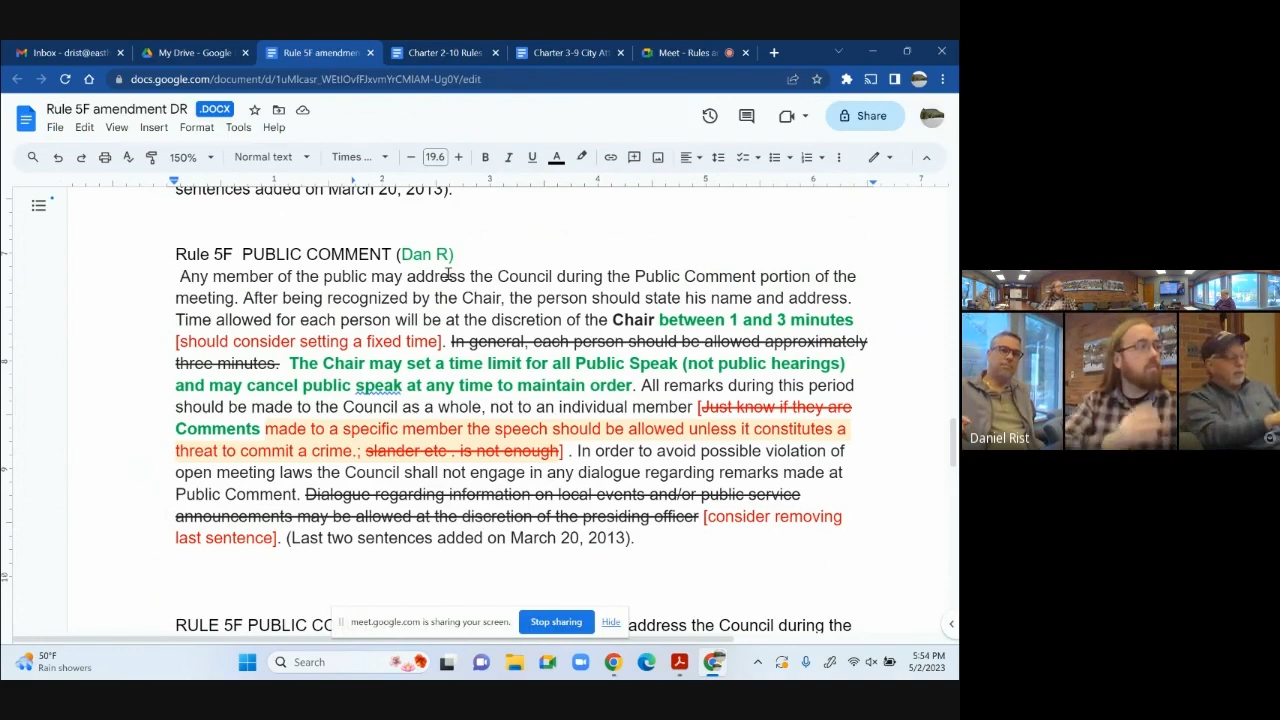 Inbox - drist@east
My Drive - Google
Rule 5F amendmen
Charter 2-10 Rules
Charter 3-9 City At
Meet - Rules a
docs.google.com/document/d/1uMlcasr_WEtlOvfFJxvmYrCMlAM-Ug0Y/edit
Rule 5F amendment DR .DOCX
File Edit View Insert Format Tools Help
Share
150% Normal text Times ... 19.6 B I U A
1 2 3 4 5 6 7
sentences added on March 20, 2013).
Rule 5F PUBLIC COMMENT (Dan R)
Any member of the public may address the Council during the Public Comment portion of the
meeting. After being recognized by the Chair, the person should state his name and address.
Time allowed for each person will be at the discretion of the Chair between 1 and 3 minutes
[should consider setting a fixed time]. In general, each person should be allowed approximately
three minutes. The Chair may set a time limit for all Public Speak (not public hearings)
and may cancel public speak at any time to maintain order. All remarks during this period
should be made to the Council as a whole, not to an individual member [Just know if they are
Comments made to a specific member the speech should be allowed unless it constitutes a
threat to commit a crime.; slander etc . is not enough] . In order to avoid possible violation of
open meeting laws the Council shall not engage in any dialogue regarding remarks made at
Public Comment. Dialogue regarding information on local events and/or public service
announcements may be allowed at the discretion of the presiding officer [consider removing
last sentence]. (Last two sentences added on March 20, 2013).
RULE 5F PUBLIC CO
address the Council during the
meet.google.com is sharing your screen. Stop sharing Hide
Daniel Rist
50°F
Rain showers
Search
5:54 PM
5/2/2023